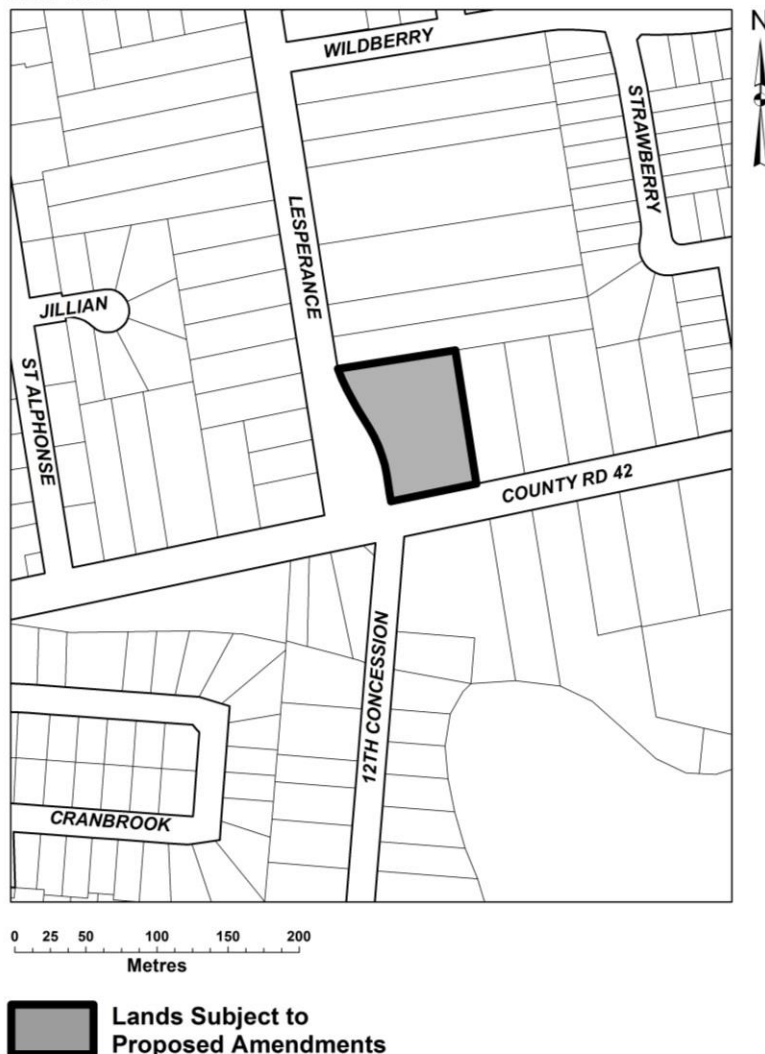 N
WILDBERRY
STRAWBERRY
LESPERANCE
JILLIAN
ST ALPHONSE
COUNTY RD 42
12TH CONCESSION
CRANBROOK
0 25 50 100 150 200
Metres
Lands Subject to
Proposed Amendments